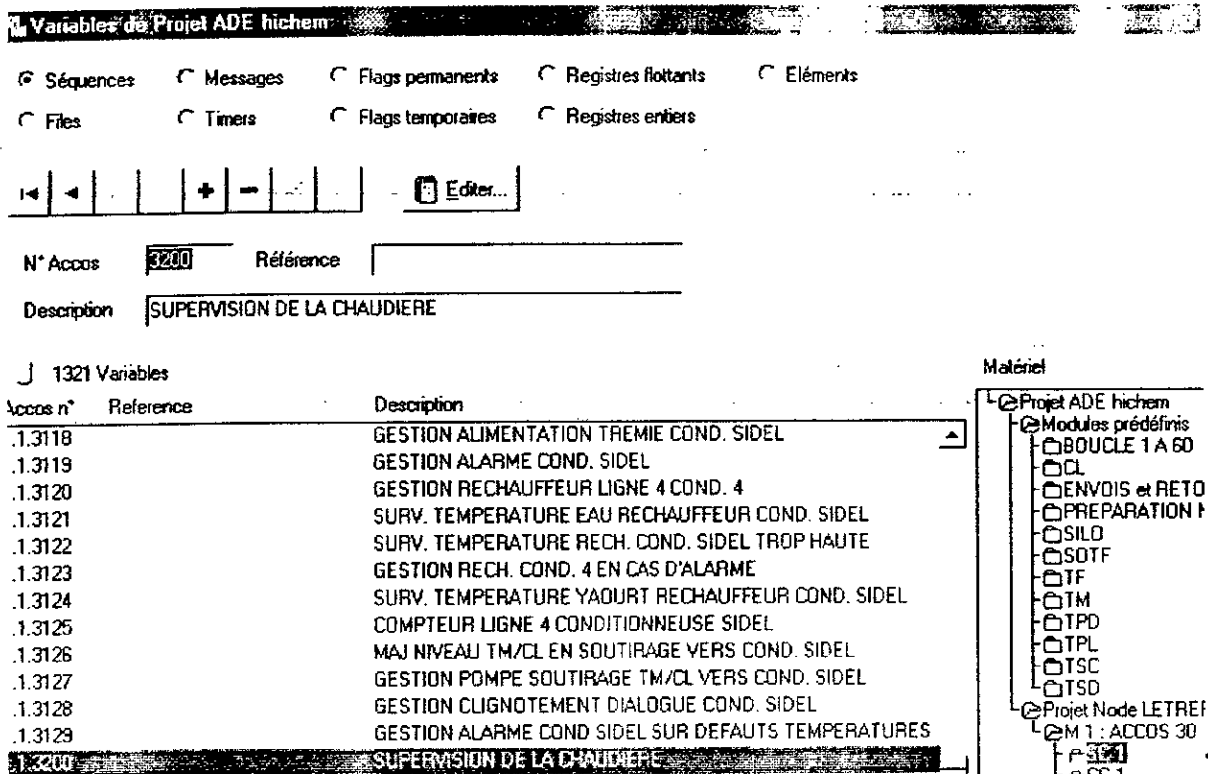 Variables de Projet ADE hichem
Séquences Messages Flags permanents Registres flottants Eléments
Files Timers Flags temporaires Registres entiers
Editer...
N° Accos 3200 Référence
Description SUPERVISION DE LA CHAUDIERE
1321 Variables
Accos n° Reference Description
.1.3118 GESTION ALIMENTATION TREMIE COND. SIDEL
.1.3119 GESTION ALARME COND. SIDEL
.1.3120 GESTION RECHAUFFEUR LIGNE 4 COND. 4
.1.3121 SURV. TEMPERATURE EAU RECHAUFFEUR COND. SIDEL
.1.3122 SURV. TEMPERATURE RECH. COND. SIDEL TROP HAUTE
.1.3123 GESTION RECH. COND. 4 EN CAS D'ALARME
.1.3124 SURV. TEMPERATURE YAOURT RECHAUFFEUR COND. SIDEL
.1.3125 COMPTEUR LIGNE 4 CONDITIONNEUSE SIDEL
.1.3126 MAJ NIVEAU TM/CL EN SOUTIRAGE VERS COND. SIDEL
.1.3127 GESTION POMPE SOUTIRAGE TM/CL VERS COND. SIDEL
.1.3128 GESTION CLIGNOTEMENT DIALOGUE COND. SIDEL
.1.3129 GESTION ALARME COND SIDEL SUR DEFAUTS TEMPERATURES
.1.3200 SUPERVISION DE LA CHAUDIERE
Matériel
Projet ADE hichem
Modules prédéfinis
BOUCLE 1 A 60
CL
ENVOIS et RETO
PREPARATION
SILO
SOTF
TF
TM
TPD
TPL
TSC
TSD
Projet Node LETREF
M 1 : ACCOS 30